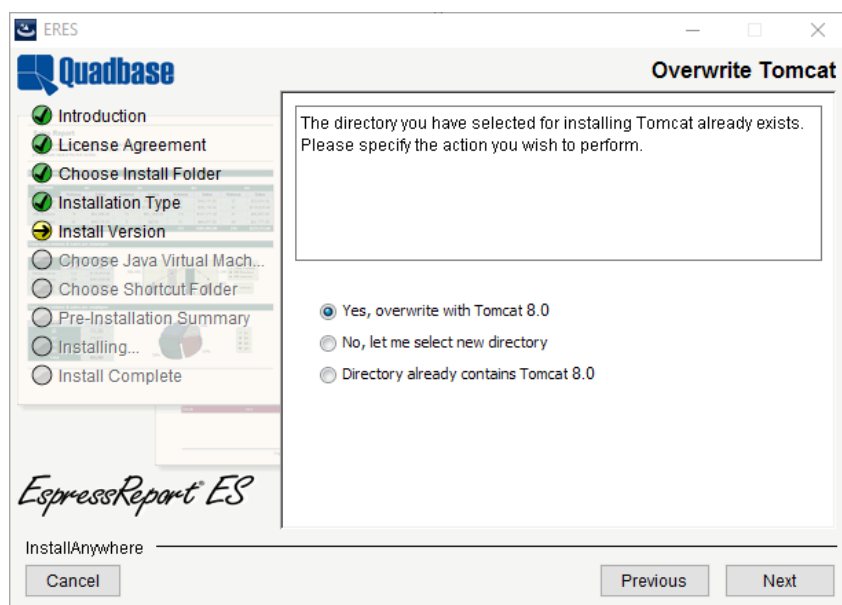 ERES
Quadbase
Overwrite Tomcat
Introduction
License Agreement
Choose Install Folder
Installation Type
Install Version
Choose Java Virtual Mach...
Choose Shortcut Folder
Pre-Installation Summary
Installing...
Install Complete
The directory you have selected for installing Tomcat already exists.
Please specify the action you wish to perform.
Yes, overwrite with Tomcat 8.0
No, let me select new directory
Directory already contains Tomcat 8.0
EspressReport® ES
InstallAnywhere
Cancel
Previous
Next